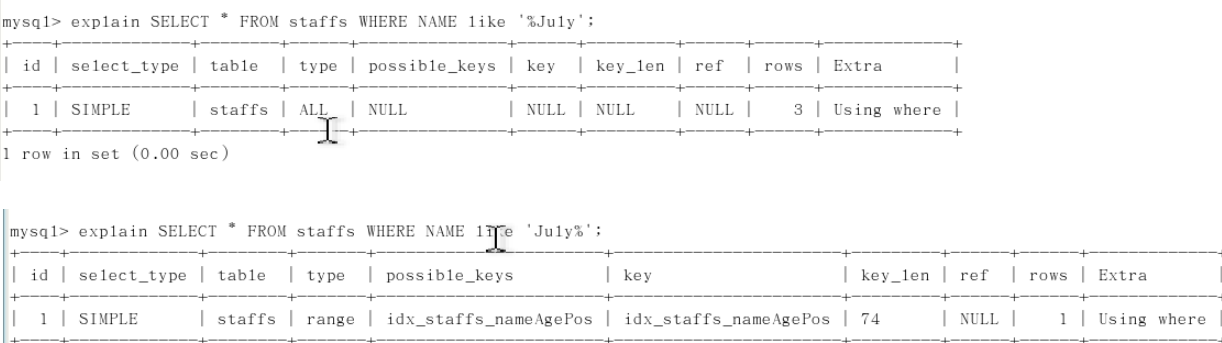 mysql> explain SELECT * FROM staffs WHERE NAME like '%July';
+----+-------------+--------+------+---------------+------+---------+------+------+-------------+
| id | select_type | table | type | possible_keys | key | key_len | ref | rows | Extra |
+----+-------------+--------+------+---------------+------+---------+------+------+-------------+
| 1 | SIMPLE | staffs | ALL | NULL | NULL | NULL | NULL | 3 | Using where |
+----+-------------+--------+------+---------------+------+---------+------+------+-------------+
1 row in set (0.00 sec)
mysql> explain SELECT * FROM staffs WHERE NAME like 'July%';
+----+-------------+--------+-------+-----------------------+-----------------------+---------+------+------+-------------+
| id | select_type | table | type | possible_keys | key | key_len | ref | rows | Extra |
+----+-------------+--------+-------+-----------------------+-----------------------+---------+------+------+-------------+
| 1 | SIMPLE | staffs | range | idx_staffs_nameAgePos | idx_staffs_nameAgePos | 74 | NULL | 1 | Using where |
+----+-------------+--------+-------+-----------------------+-----------------------+---------+------+------+-------------+